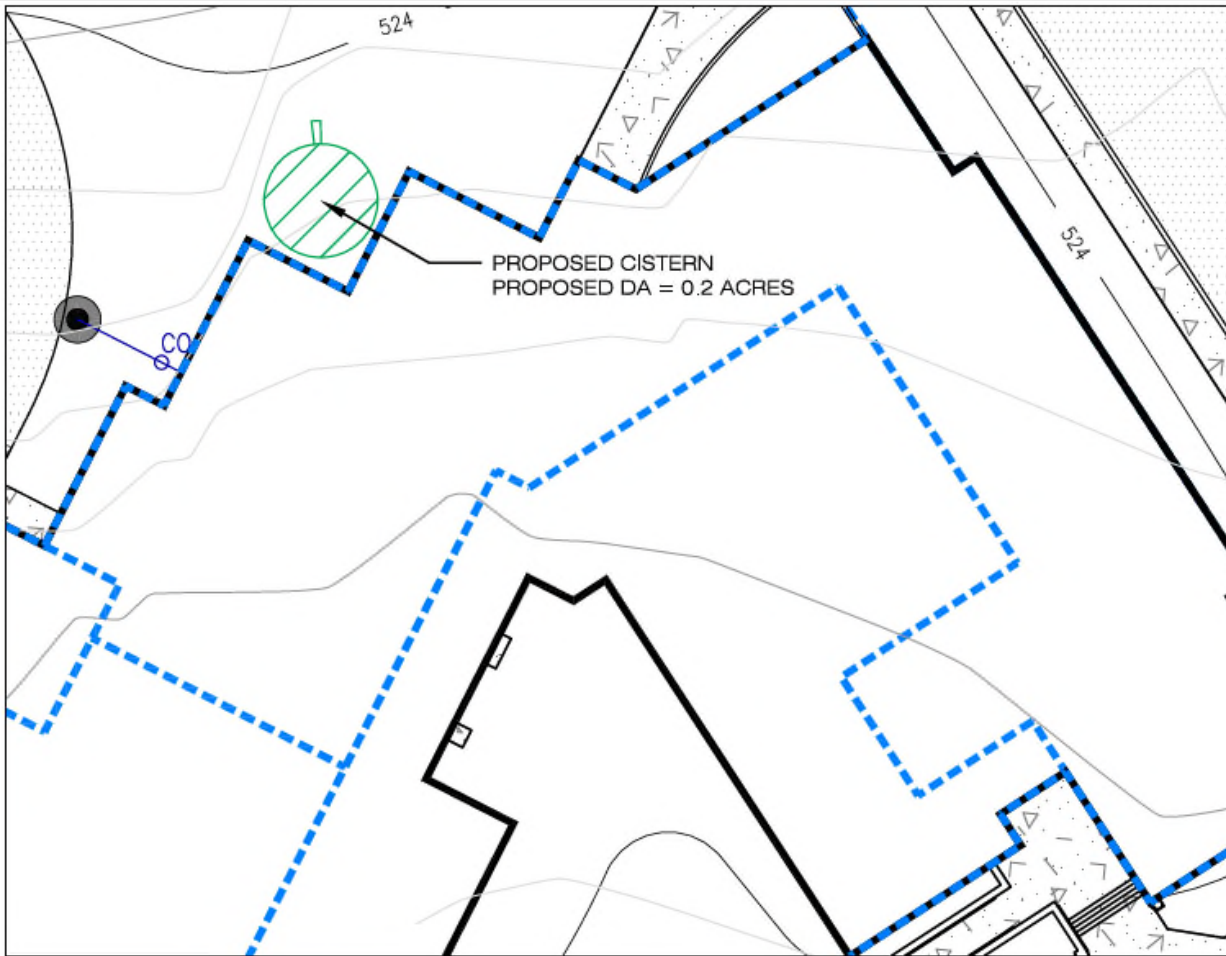 524
PROPOSED CISTERN
PROPOSED DA = 0.2 ACRES
524
CO